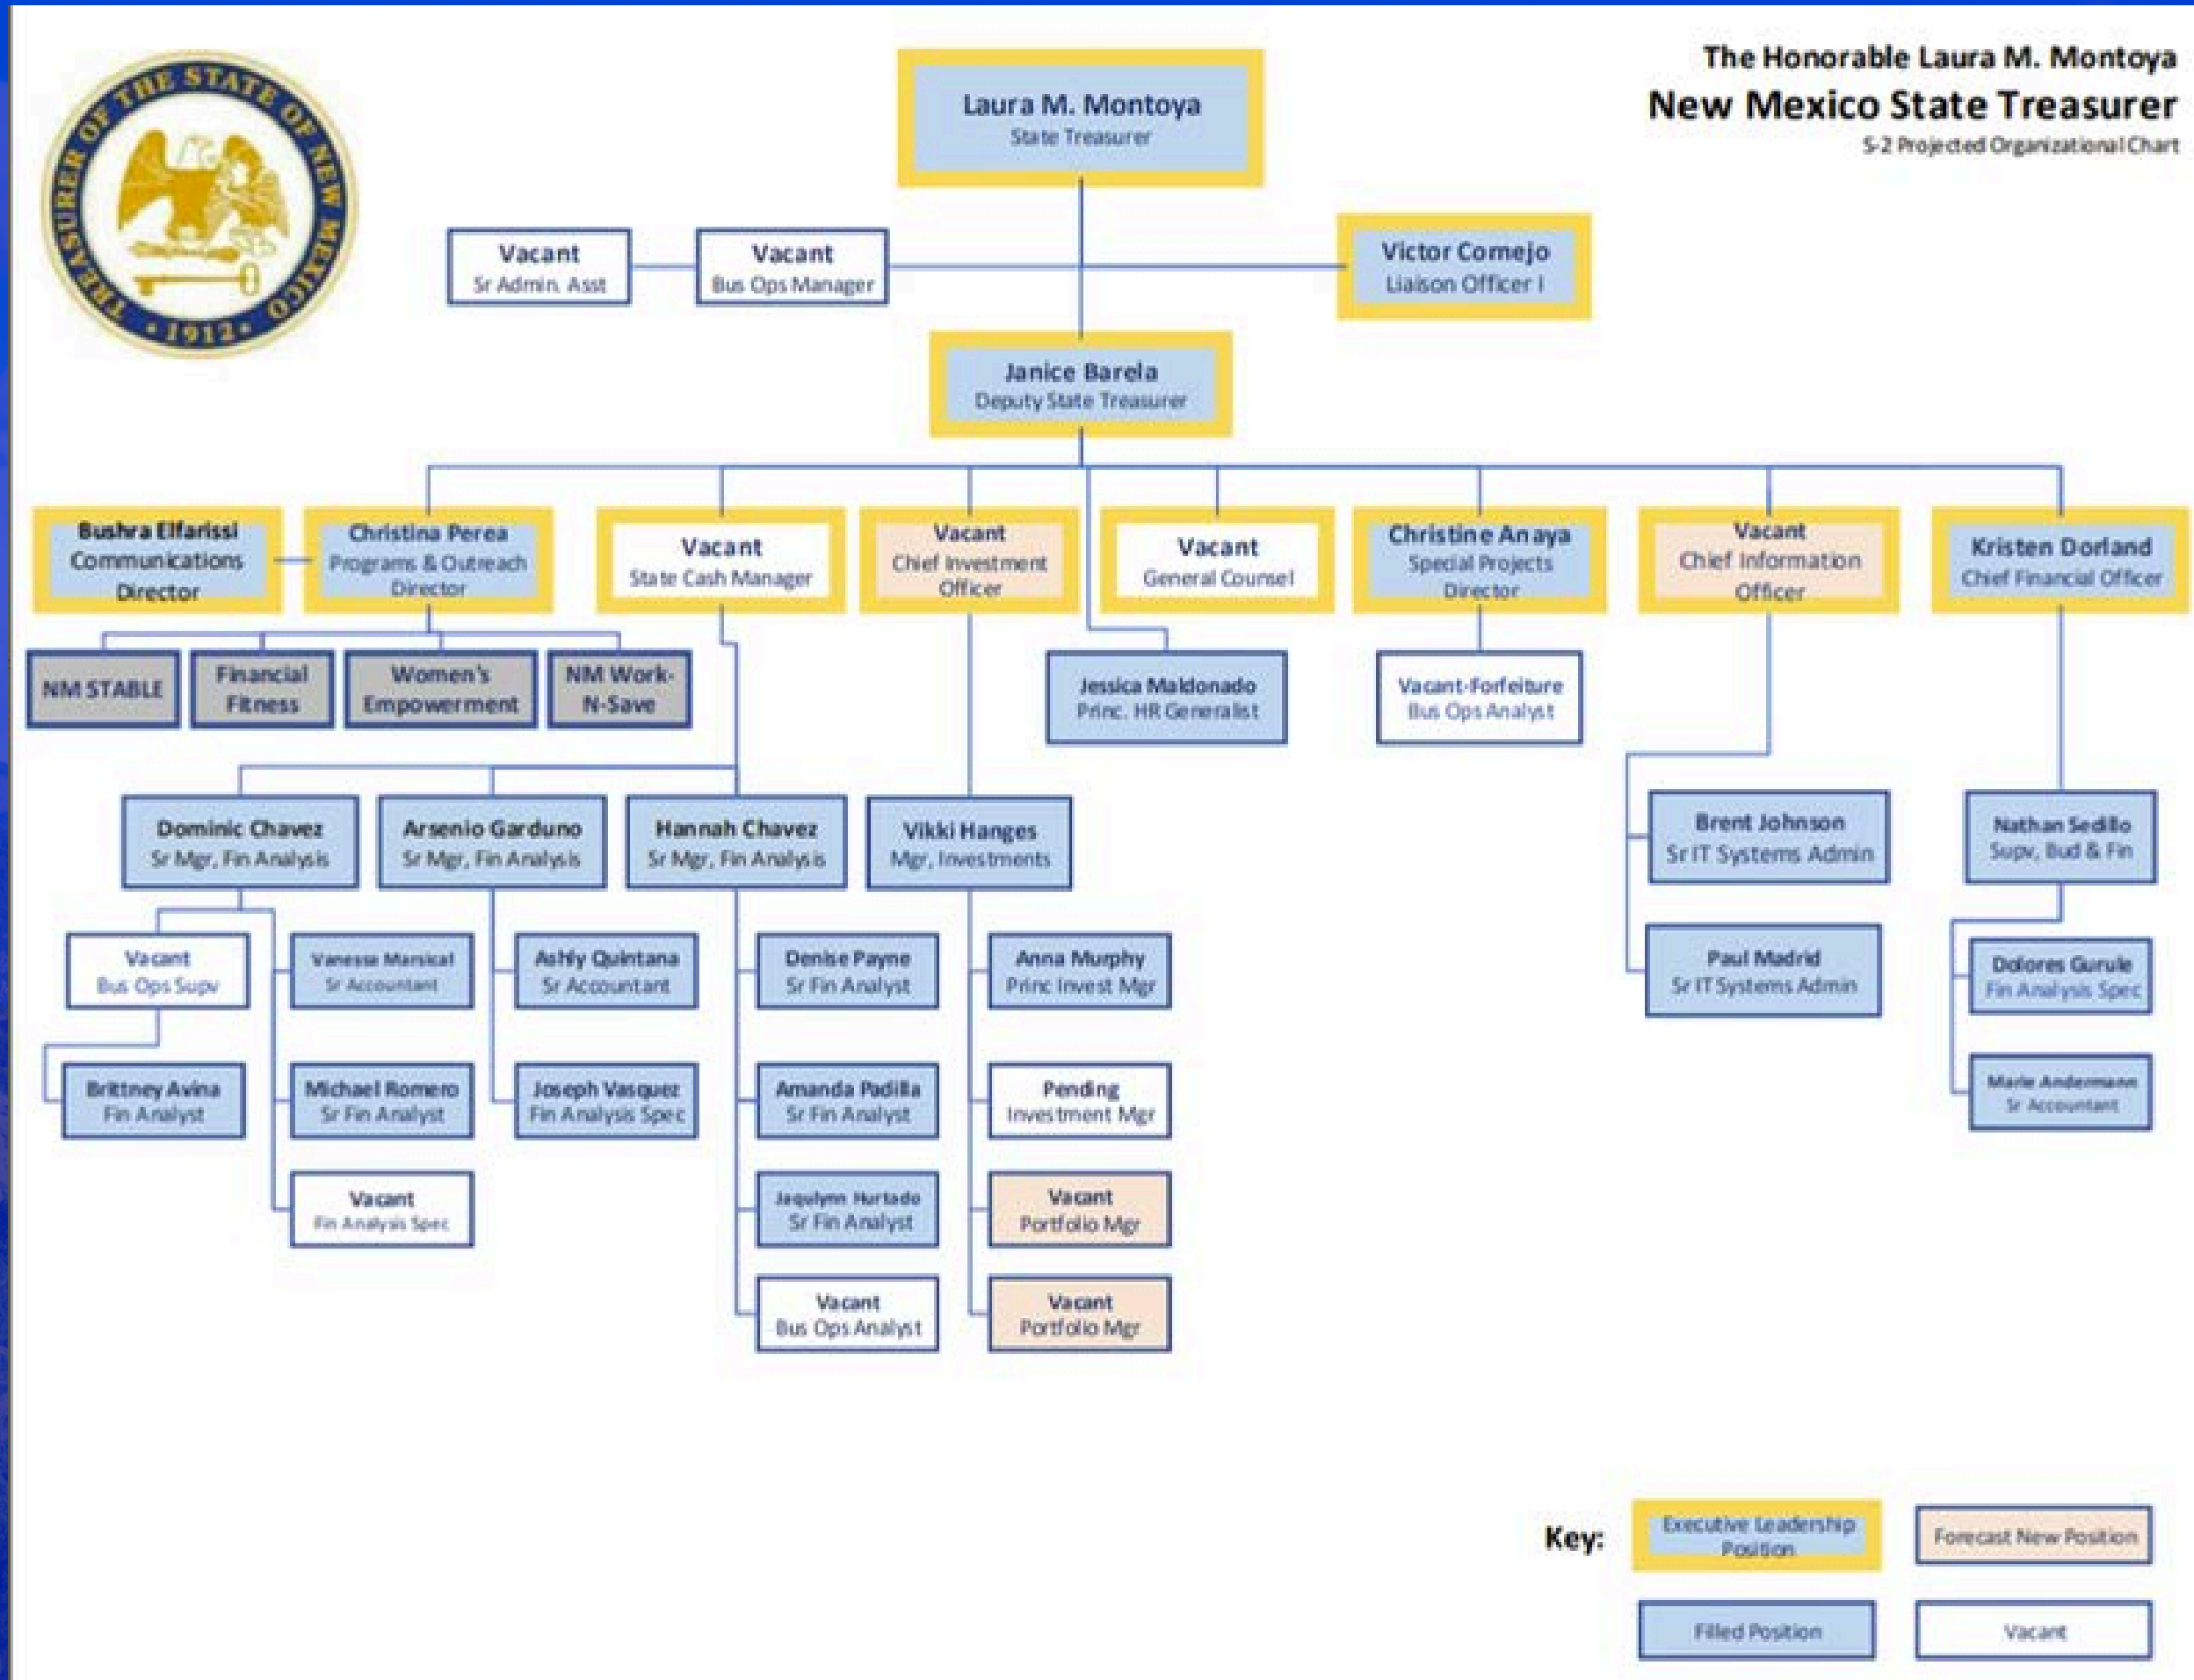 TREASURER OF THE STATE OF NEW MEXICO
• 1912 •
The Honorable Laura M. Montoya
New Mexico State Treasurer
S-2 Projected Organizational Chart
Laura M. Montoya
State Treasurer
Vacant
Sr Admin. Asst
Vacant
Bus Ops Manager
Victor Cornejo
Liaison Officer I
Janice Barela
Deputy State Treasurer
Bushra Elfarissi
Communications
Director
Christina Perea
Programs & Outreach
Director
Vacant
State Cash Manager
Vacant
Chief Investment
Officer
Vacant
General Counsel
Christine Anaya
Special Projects
Director
Vacant
Chief Information
Officer
Kristen Dorland
Chief Financial Officer
NM STABLE
Financial
Fitness
Women's
Empowerment
NM Work-
N-Save
Jessica Maldonado
Princ. HR Generalist
Vacant-Forfeiture
Bus Ops Analyst
Dominic Chavez
Sr Mgr, Fin Analysis
Arsenio Garduno
Sr Mgr, Fin Analysis
Hannah Chavez
Sr Mgr, Fin Analysis
Vikki Hanges
Mgr, Investments
Brent Johnson
Sr IT Systems Admin
Nathan Sedillo
Supv, Bud & Fin
Vacant
Bus Ops Supv
Vanessa Marsical
Sr Accountant
Ashly Quintana
Sr Accountant
Denise Payne
Sr Fin Analyst
Anna Murphy
Princ Invest Mgr
Paul Madrid
Sr IT Systems Admin
Dolores Gurule
Fin Analysis Spec
Brittney Avina
Fin Analyst
Michael Romero
Sr Fin Analyst
Joseph Vasquez
Fin Analysis Spec
Amanda Padilla
Sr Fin Analyst
Pending
Investment Mgr
Marie Andermann
Sr Accountant
Vacant
Fin Analysis Spec
Jaqulynn Hurtado
Sr Fin Analyst
Vacant
Portfolio Mgr
Vacant
Bus Ops Analyst
Vacant
Portfolio Mgr
Key:
Executive Leadership
Position
Forecast New Position
Filled Position
Vacant